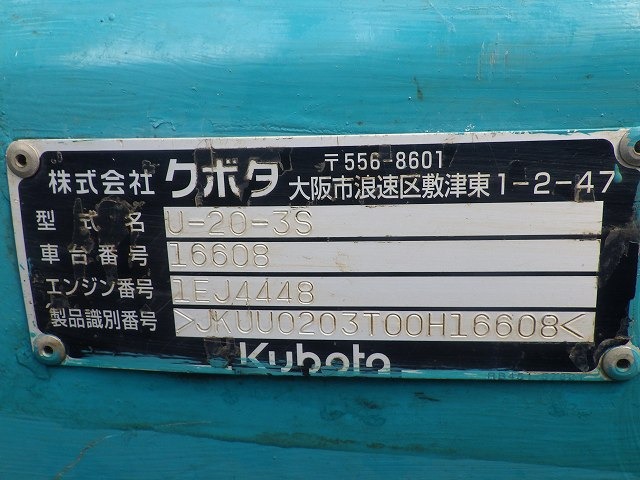 株式会社 クボタ 〒556-8601 大阪市浪速区敷津東1-2-47
型式名 U-20-3S
車台番号 16608
エンジン番号 1EJ4448
製品識別番号 >JKUU0203T00H16608<
Kubota